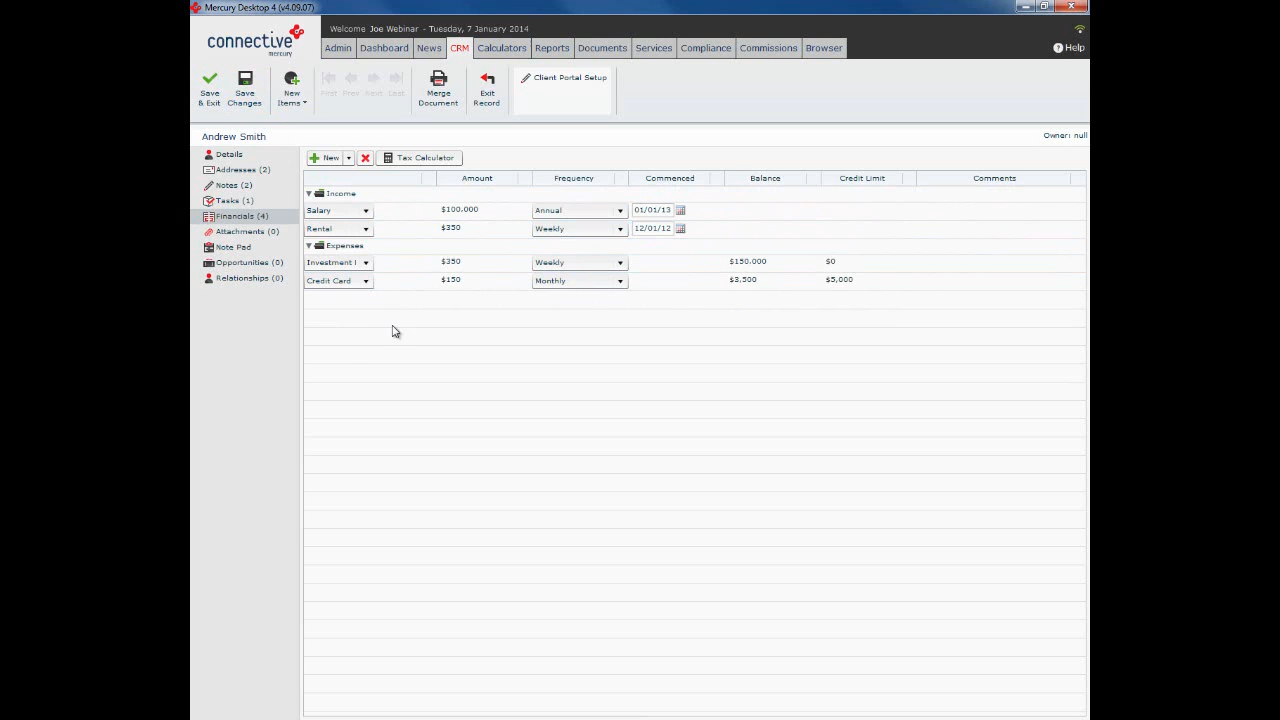 Mercury Desktop 4 (v4.09.07)
connective
mercury
Welcome Joe Webinar - Tuesday, 7 January 2014
Admin Dashboard News CRM Calculators Reports Documents Services Compliance Commissions Browser
Help
Save & Exit
Save Changes
New Items
First Prev Next Last
Merge Document
Exit Record
Client Portal Setup
Andrew Smith
Owner: null
Details
Addresses (2)
Notes (2)
Tasks (1)
Financials (4)
Attachments (0)
Note Pad
Opportunities (0)
Relationships (0)
New Tax Calculator
Amount Frequency Commenced Balance Credit Limit Comments
Income
Salary $100,000 Annual 01/01/13
Rental $350 Weekly 12/01/12
Expenses
Investment $350 Weekly $150,000 $0
Credit Card $150 Monthly $3,500 $5,000